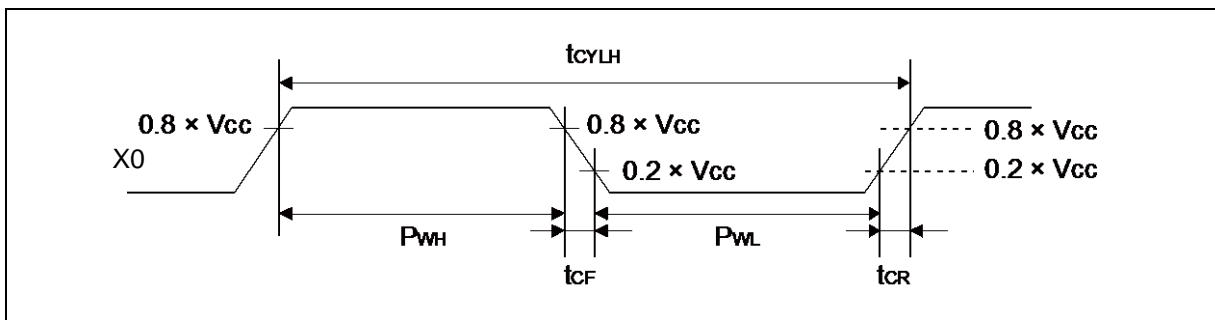 tCYLH
0.8 × VCC
0.8 × VCC
0.8 × VCC
X0
0.2 × VCC
0.2 × VCC
PWH
PWL
tCF
tCR